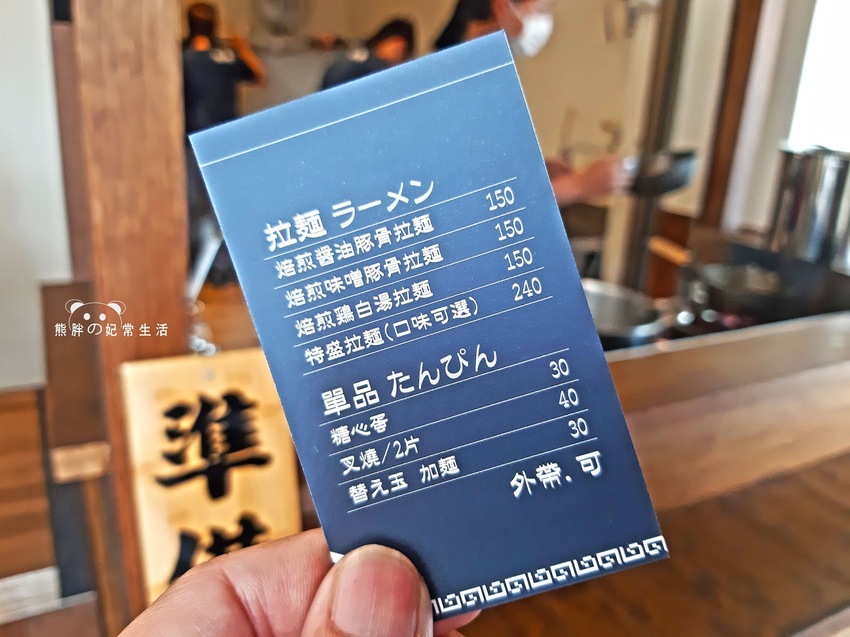 拉麵 ラーメン
焙煎醤油豚骨拉麵 150
焙煎味噌豚骨拉麵 150
焙煎鶏白湯拉麵 150
特盛拉麵(口味可選) 240
單品 たんぴん
糖心蛋 30
叉燒/2片 40
替え玉 加麵 30
外帶.可
熊胖の妃常生活
準